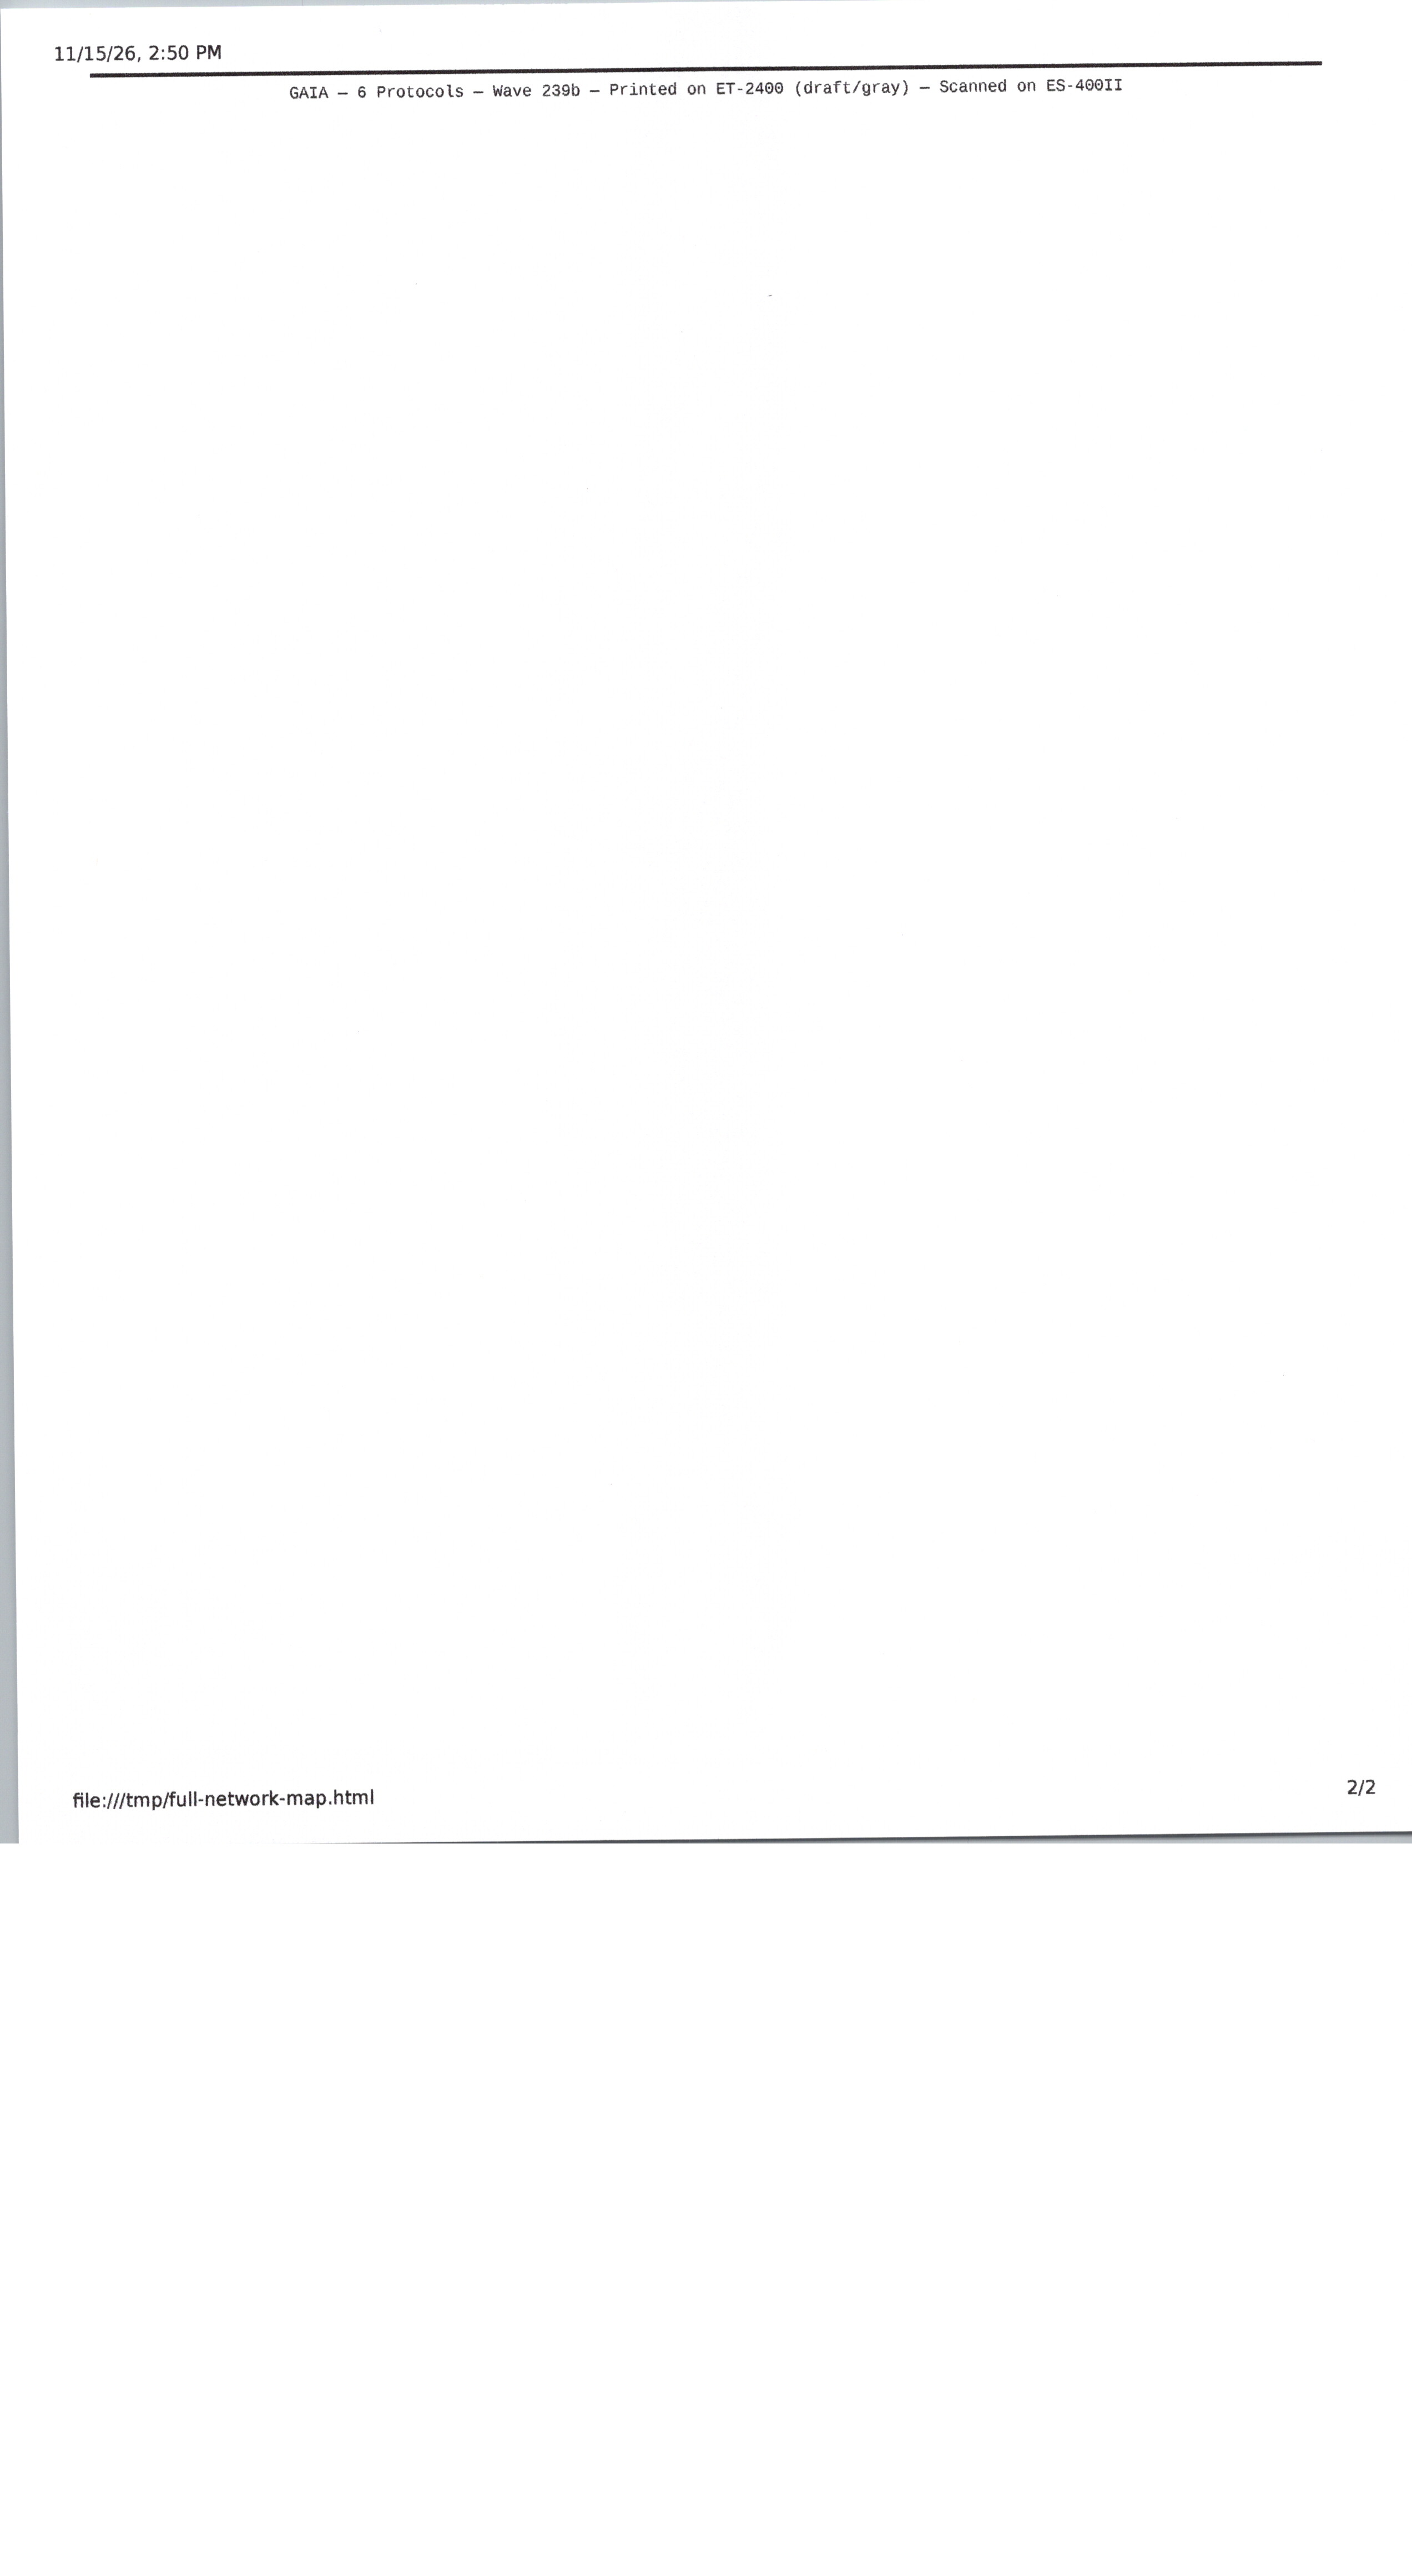 11/15/26, 2:50 PM
GAIA — 6 Protocols — Wave 239b — Printed on ET-2400 (draft/gray) — Scanned on ES-400II
file:///tmp/full-network-map.html
2/2